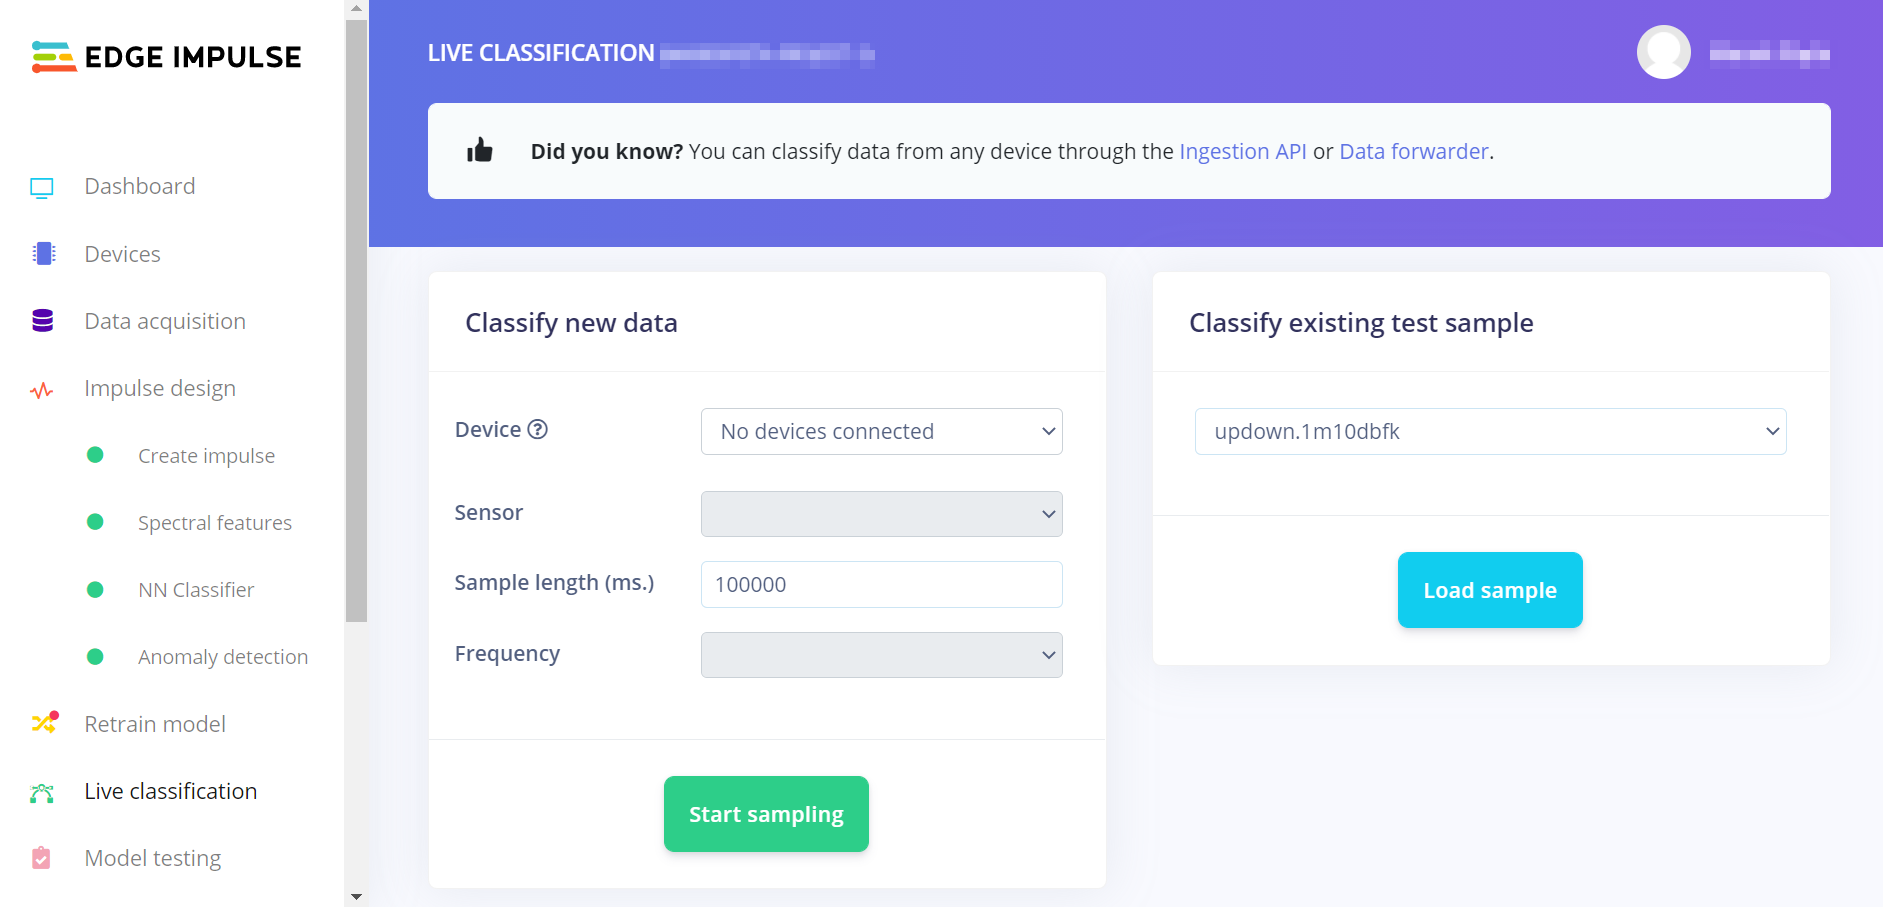 EDGE IMPULSE
Dashboard
Devices
Data acquisition
Impulse design
Create impulse
Spectral features
NN Classifier
Anomaly detection
Retrain model
Live classification
Model testing
LIVE CLASSIFICATION
Did you know? You can classify data from any device through the Ingestion API or Data forwarder.
Classify new data
Device ?
No devices connected
Sensor
Sample length (ms.)
100000
Frequency
Start sampling
Classify existing test sample
updown.1m10dbfk
Load sample